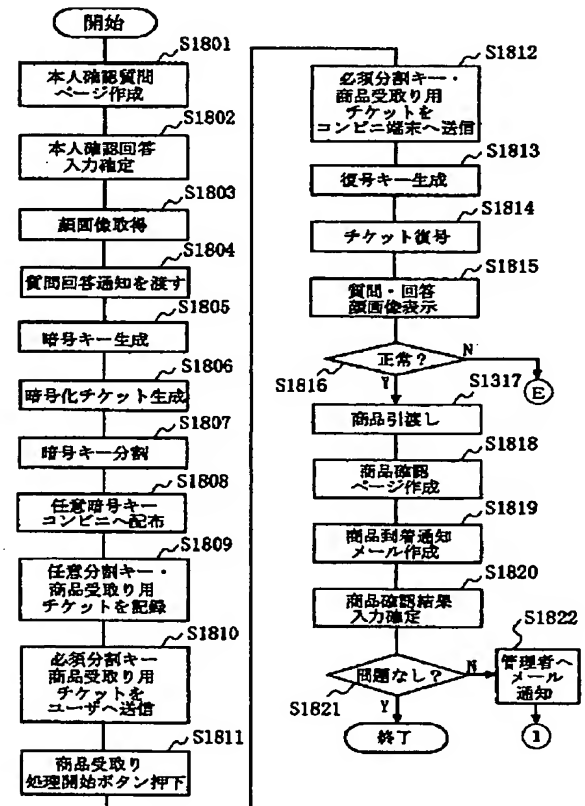 開始
S1801
本人確認質問
ページ作成
S1802
本人確認回答
入力確定
S1803
顔画像取得
S1804
質問回答通知を渡す
S1805
暗号キー生成
S1806
暗号化チケット生成
S1807
暗号キー分割
S1808
任意暗号キー
コンビニへ配布
S1809
任意分割キー・
商品受取り用
チケットを記録
S1810
必須分割キー
商品受取り用
チケットを
ユーザへ送信
S1811
商品受取り
処理開始ボタン押下
S1812
必須分割キー・
商品受取り用
チケットを
コンビニ端末へ送信
S1813
復号キー生成
S1814
チケット復号
S1815
質問・回答
顔画像表示
正常?
N
S1816
Y
E
S1317
商品引渡し
S1818
商品確認
ページ作成
S1819
商品到着通知
メール作成
S1820
商品確認結果
入力確定
S1822
問題なし?
N
管理者へ
メール
通知
S1821
Y
終了
1